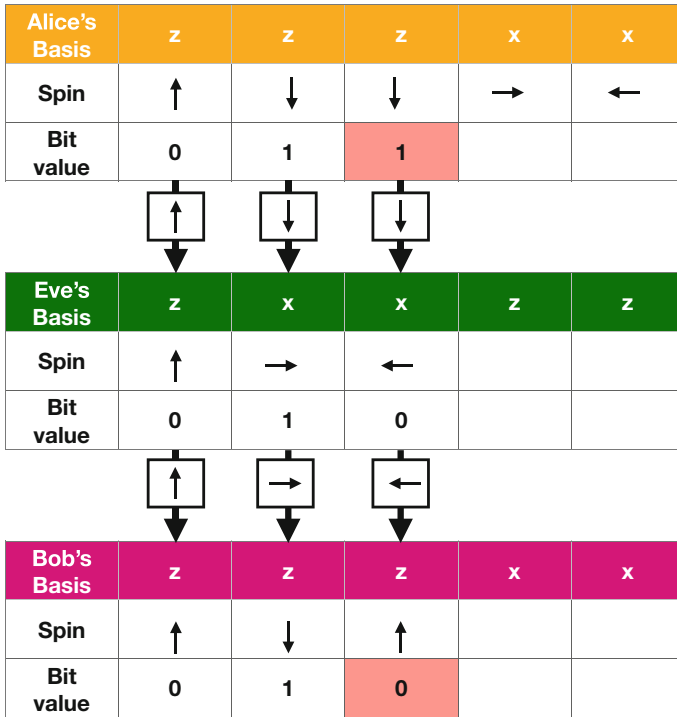 Alice's Basis z z z x x
Spin ↑ ↓ ↓ → ←
Bit value 0 1 1
↑ ↓ ↓
Eve's Basis z x x z z
Spin ↑ → ←
Bit value 0 1 0
↑ → ←
Bob's Basis z z z x x
Spin ↑ ↓ ↑
Bit value 0 1 0